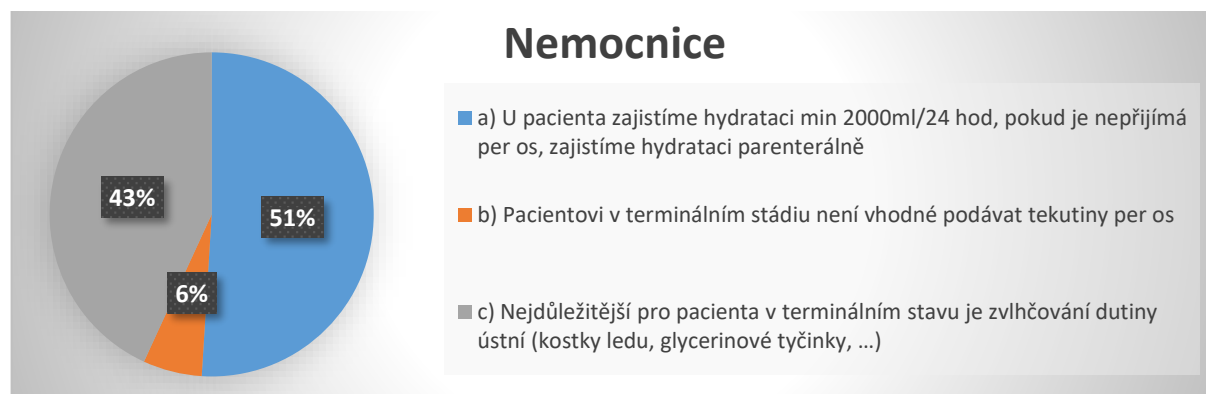 Nemocnice
a) U pacienta zajistíme hydrataci min 2000ml/24 hod, pokud je nepřijímá
per os, zajistíme hydrataci parenterálně
43%
51%
b) Pacientovi v terminálním stádiu není vhodné podávat tekutiny per os
6%
c) Nejdůležitější pro pacienta v terminálním stavu je zvlhčování dutiny
ústní (kostky ledu, glycerinové tyčinky, …)